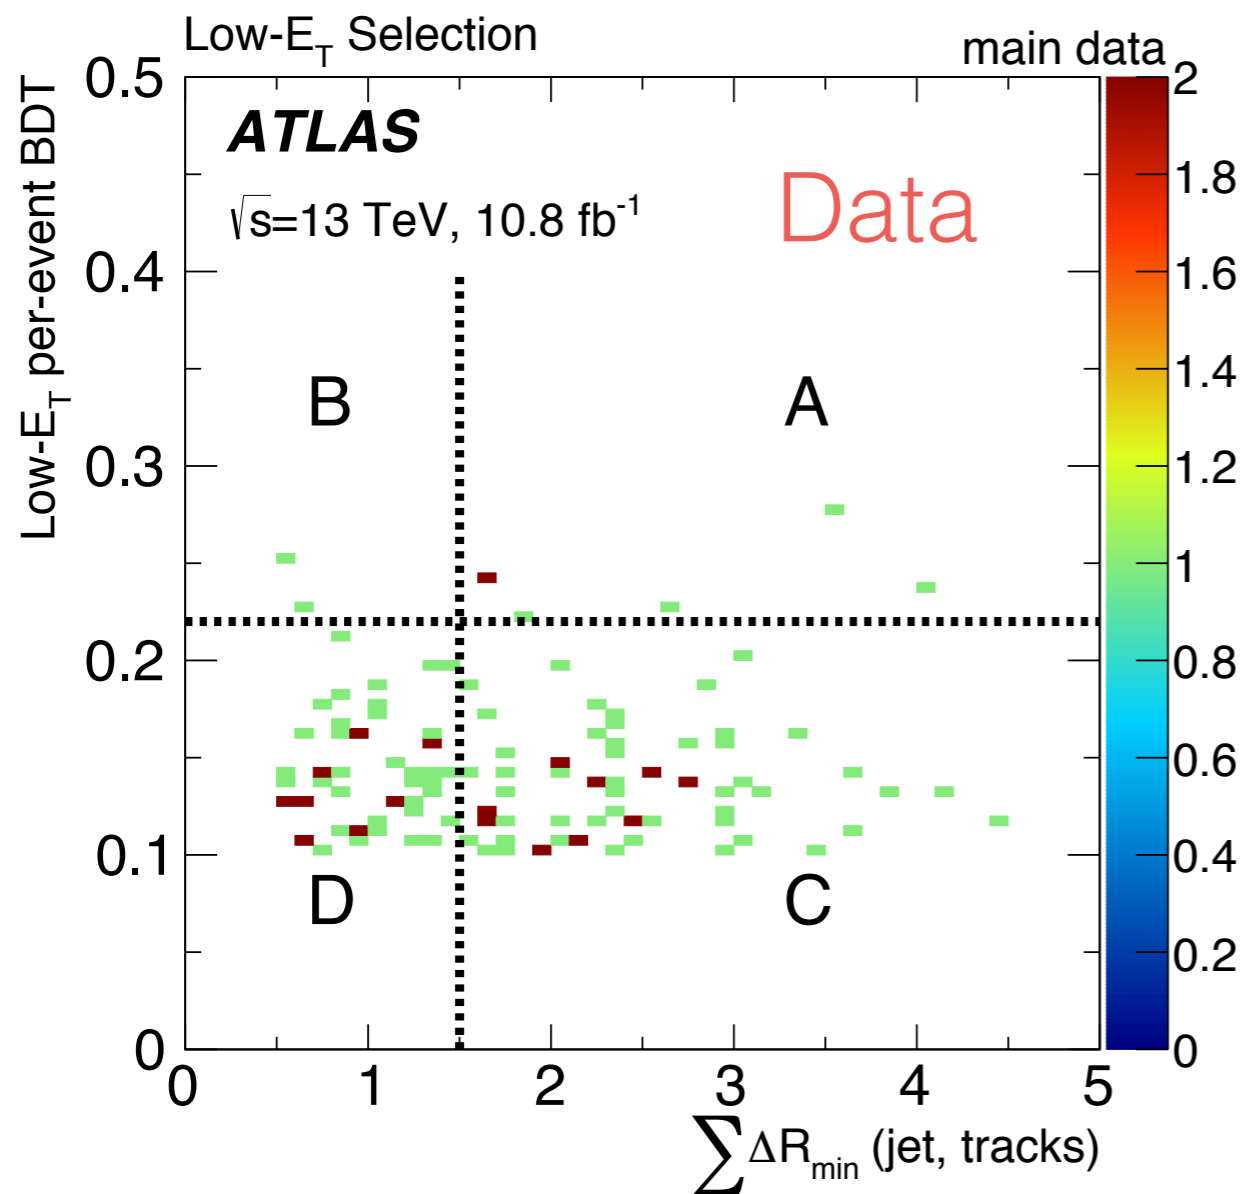 Low-E_T Selection
main data
ATLAS
√s=13 TeV, 10.8 fb⁻¹
Data
B
A
D
C
Low-E_T per-event BDT
0.5
0.4
0.3
0.2
0.1
0
0 1 2 3 4 5
∑ΔR_min (jet, tracks)
2
1.8
1.6
1.4
1.2
1
0.8
0.6
0.4
0.2
0